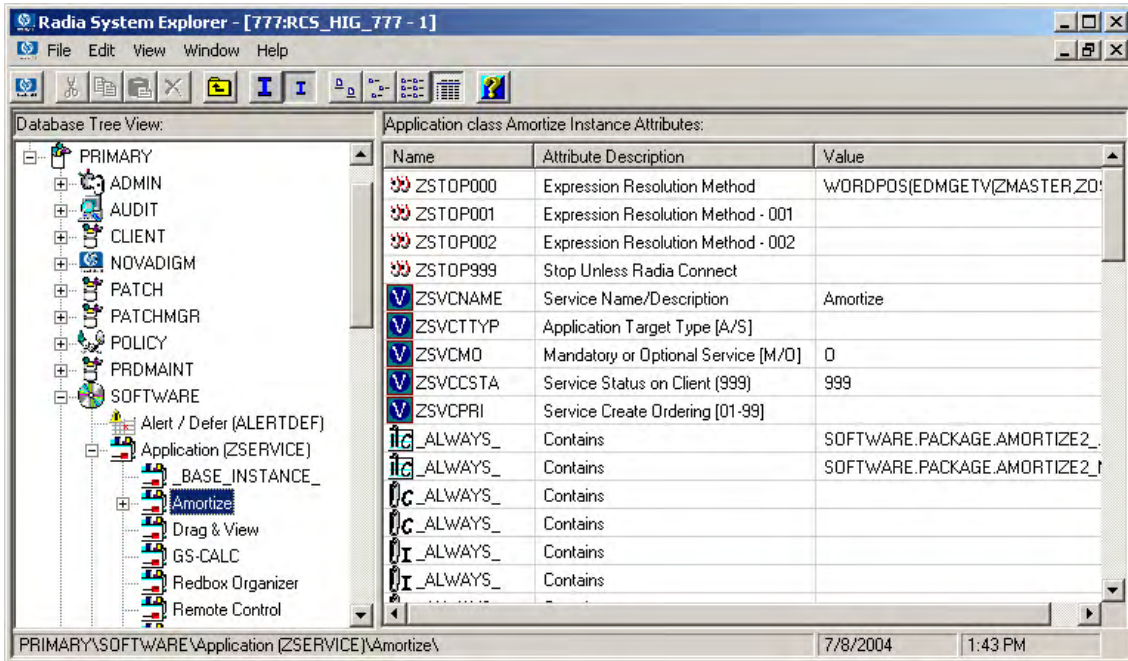 Radia System Explorer - [777:RCS_HIG_777 - 1]
File Edit View Window Help
Database Tree View:
Application class Amortize Instance Attributes:
PRIMARY
ADMIN
AUDIT
CLIENT
NOVADIGM
PATCH
PATCHMGR
POLICY
PRDMAINT
SOFTWARE
Alert / Defer (ALERTDEF)
Application (ZSERVICE)
_BASE_INSTANCE_
Amortize
Drag & View
GS-CALC
Redbox Organizer
Remote Control
Name Attribute Description Value
ZSTOP000 Expression Resolution Method WORDPOS(EDMGETV(ZMASTER,ZOS
ZSTOP001 Expression Resolution Method - 001
ZSTOP002 Expression Resolution Method - 002
ZSTOP999 Stop Unless Radia Connect
V ZSVCNAME Service Name/Description Amortize
V ZSVCTTYP Application Target Type [A/S]
V ZSVCMO Mandatory or Optional Service [M/O] O
V ZSVCCSTA Service Status on Client (999) 999
V ZSVCPRI Service Create Ordering [01-99]
C _ALWAYS_ Contains SOFTWARE.PACKAGE.AMORTIZE2_.
C _ALWAYS_ Contains SOFTWARE.PACKAGE.AMORTIZE2_
C _ALWAYS_ Contains
C _ALWAYS_ Contains
I _ALWAYS_ Contains
I _ALWAYS_ Contains
PRIMARY\SOFTWARE\Application (ZSERVICE)\Amortize\ 7/8/2004 1:43 PM